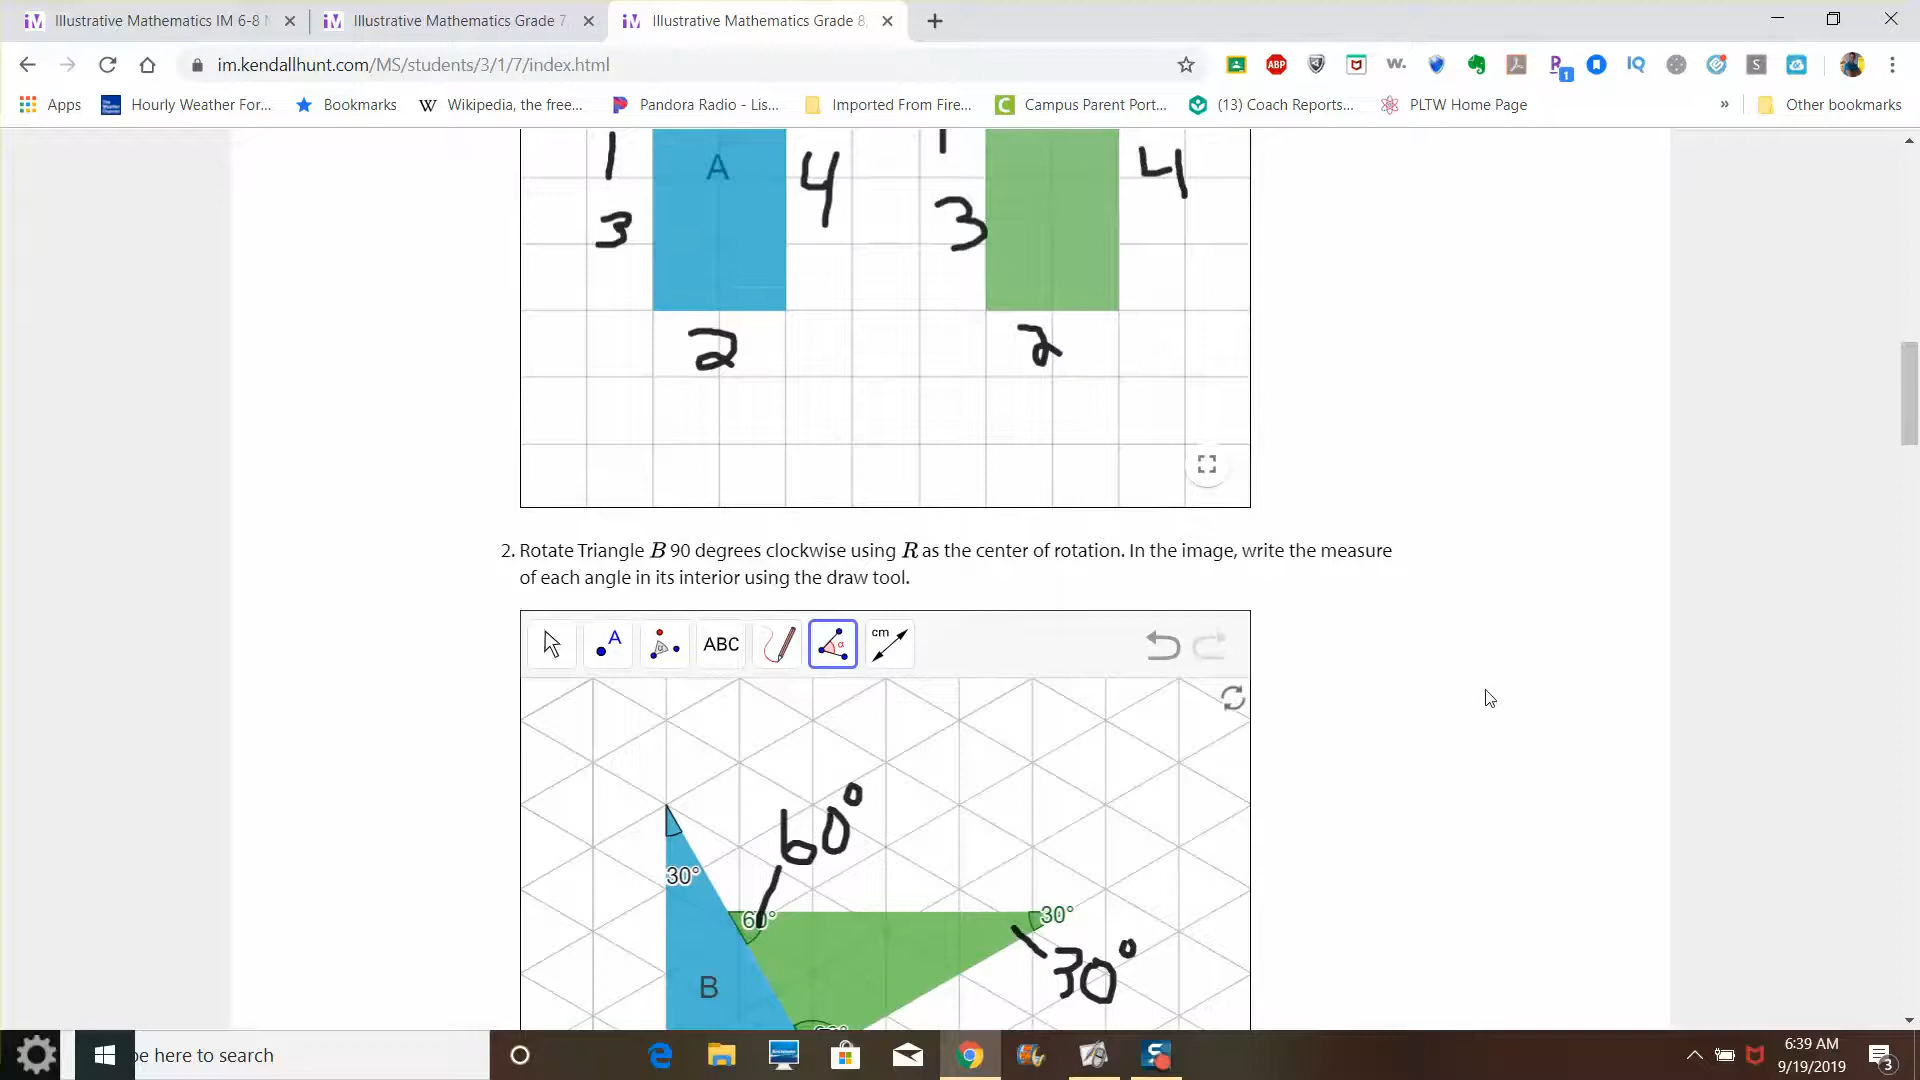 Illustrative Mathematics IM 6-8
Illustrative Mathematics Grade 7
Illustrative Mathematics Grade 8
im.kendallhunt.com/MS/students/3/1/7/index.html
ABP
w.
1
IQ
S
Apps
Hourly Weather For...
Bookmarks
W Wikipedia, the free...
Pandora Radio - Lis...
Imported From Fire...
C Campus Parent Port...
(13) Coach Reports...
PLTW Home Page
»
Other bookmarks
1 A 4 1 4
3 3
2 2
2. Rotate Triangle B 90 degrees clockwise using R as the center of rotation. In the image, write the measure
of each angle in its interior using the draw tool.
A ABC α cm
60°
30°
60° 30°
30°
B
pe here to search
6:39 AM
9/19/2019
3